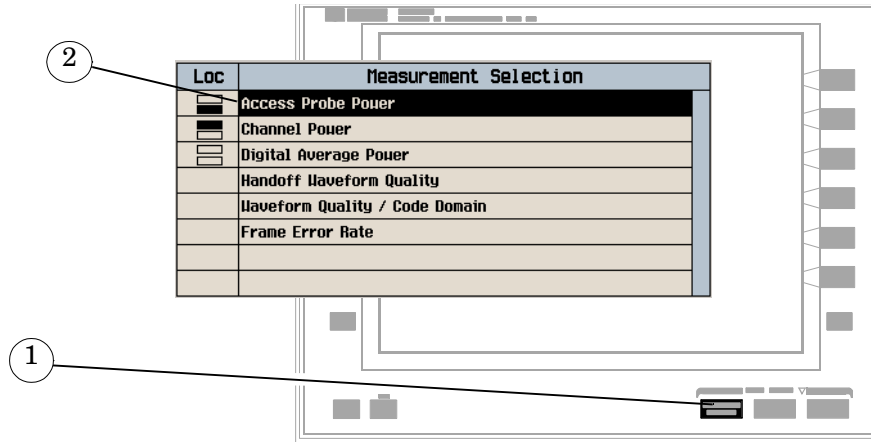 2
Loc Measurement Selection
Access Probe Power
Channel Power
Digital Average Power
Handoff Waveform Quality
Waveform Quality / Code Domain
Frame Error Rate
1